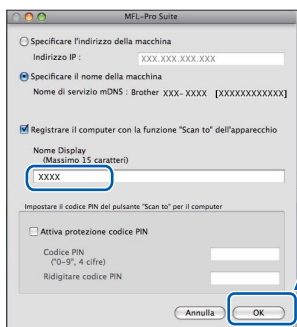 MFL-Pro Suite
Specificare l'indirizzo della macchina
Indirizzo IP : XXX.XXX.XXX.XXX
Specificare il nome della macchina
Nome di servizio mDNS : Brother XXX-XXXX [XXXXXXXXXXXX]
Registrare il computer con la funzione "Scan to" dell'apparecchio
Nome Display
(Massimo 15 caratteri)
XXXX
Impostare il codice PIN del pulsante "Scan to" per il computer
Attiva protezione codice PIN
Codice PIN
("0-9", 4 cifre)
Ridigitare codice PIN
Annulla OK